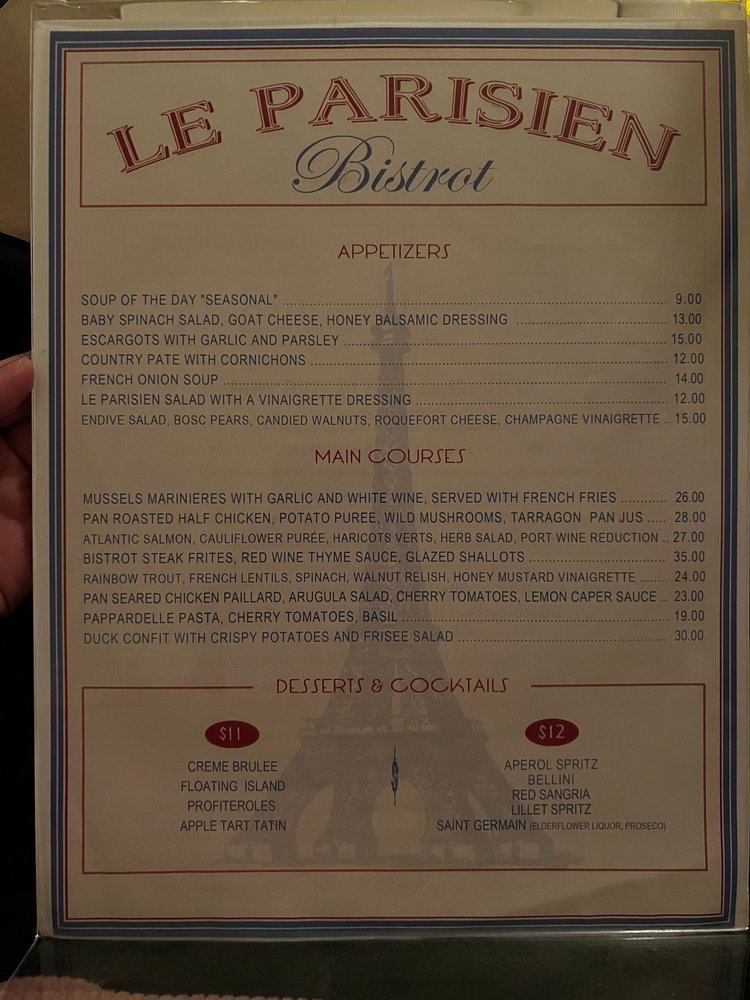 LE PARISIEN
Bistrot
APPETIZERS
SOUP OF THE DAY "SEASONAL" ........ 9.00
BABY SPINACH SALAD, GOAT CHEESE, HONEY BALSAMIC DRESSING ........ 13.00
ESCARGOTS WITH GARLIC AND PARSLEY ........ 15.00
COUNTRY PATE WITH CORNICHONS ........ 12.00
FRENCH ONION SOUP ........ 14.00
LE PARISIEN SALAD WITH A VINAIGRETTE DRESSING ........ 12.00
ENDIVE SALAD, BOSC PEARS, CANDIED WALNUTS, ROQUEFORT CHEESE, CHAMPAGNE VINAIGRETTE .. 15.00
MAIN COURSES
MUSSELS MARINIERES WITH GARLIC AND WHITE WINE, SERVED WITH FRENCH FRIES ........ 26.00
PAN ROASTED HALF CHICKEN, POTATO PUREE, WILD MUSHROOMS, TARRAGON PAN JUS ..... 28.00
ATLANTIC SALMON, CAULIFLOWER PURÉE, HARICOTS VERTS, HERB SALAD, PORT WINE REDUCTION .. 27.00
BISTROT STEAK FRITES, RED WINE THYME SAUCE, GLAZED SHALLOTS ........ 35.00
RAINBOW TROUT, FRENCH LENTILS, SPINACH, WALNUT RELISH, HONEY MUSTARD VINAIGRETTE ........ 24.00
PAN SEARED CHICKEN PAILLARD, ARUGULA SALAD, CHERRY TOMATOES, LEMON CAPER SAUCE .. 23.00
PAPPARDELLE PASTA, CHERRY TOMATOES, BASIL ........ 19.00
DUCK CONFIT WITH CRISPY POTATOES AND FRISEE SALAD ........ 30.00
DESSERTS & COCKTAILS
$11
CREME BRULEE
FLOATING ISLAND
PROFITEROLES
APPLE TART TATIN
$12
APEROL SPRITZ
BELLINI
RED SANGRIA
LILLET SPRITZ
SAINT GERMAIN (ELDERFLOWER LIQUOR, PROSECO)